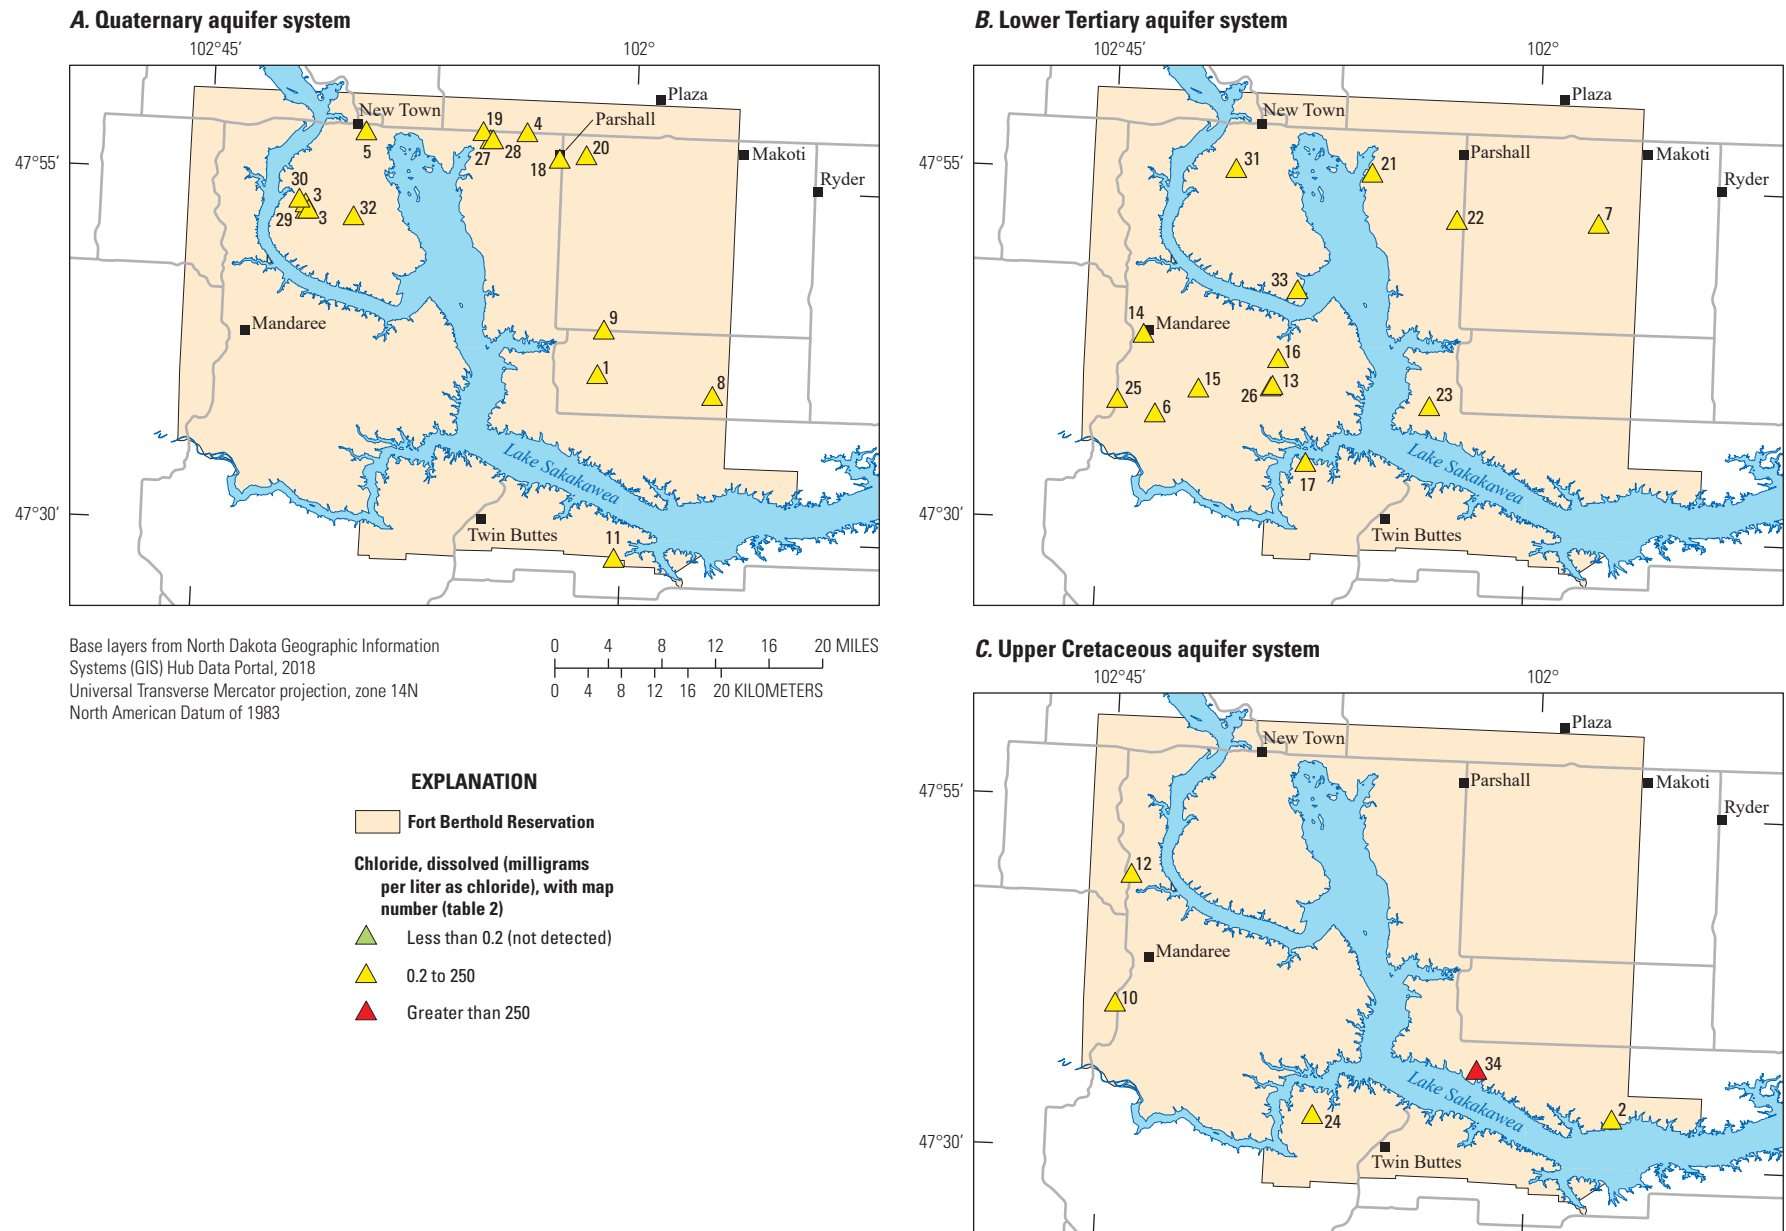 A. Quaternary aquifer system
102°45′
102°
47°55′
47°30′
Plaza
New Town
Parshall
Makoti
Ryder
19
4
5
27
28
18
20
30
3
29
3
32
Mandaree
9
1
8
Lake Sakakawea
Twin Buttes
11
B. Lower Tertiary aquifer system
102°45′
102°
47°55′
47°30′
Plaza
New Town
Parshall
Makoti
Ryder
31
21
22
7
33
14
Mandaree
16
25
15
13
26
6
23
17
Lake Sakakawea
Twin Buttes
Base layers from North Dakota Geographic Information
Systems (GIS) Hub Data Portal, 2018
Universal Transverse Mercator projection, zone 14N
North American Datum of 1983
0 4 8 12 16 20 MILES
0 4 8 12 16 20 KILOMETERS
EXPLANATION
Fort Berthold Reservation
Chloride, dissolved (milligrams
per liter as chloride), with map
number (table 2)
Less than 0.2 (not detected)
0.2 to 250
Greater than 250
C. Upper Cretaceous aquifer system
102°45′
102°
47°55′
47°30′
Plaza
New Town
Parshall
Makoti
Ryder
12
Mandaree
10
34
Lake Sakakawea
24
2
Twin Buttes